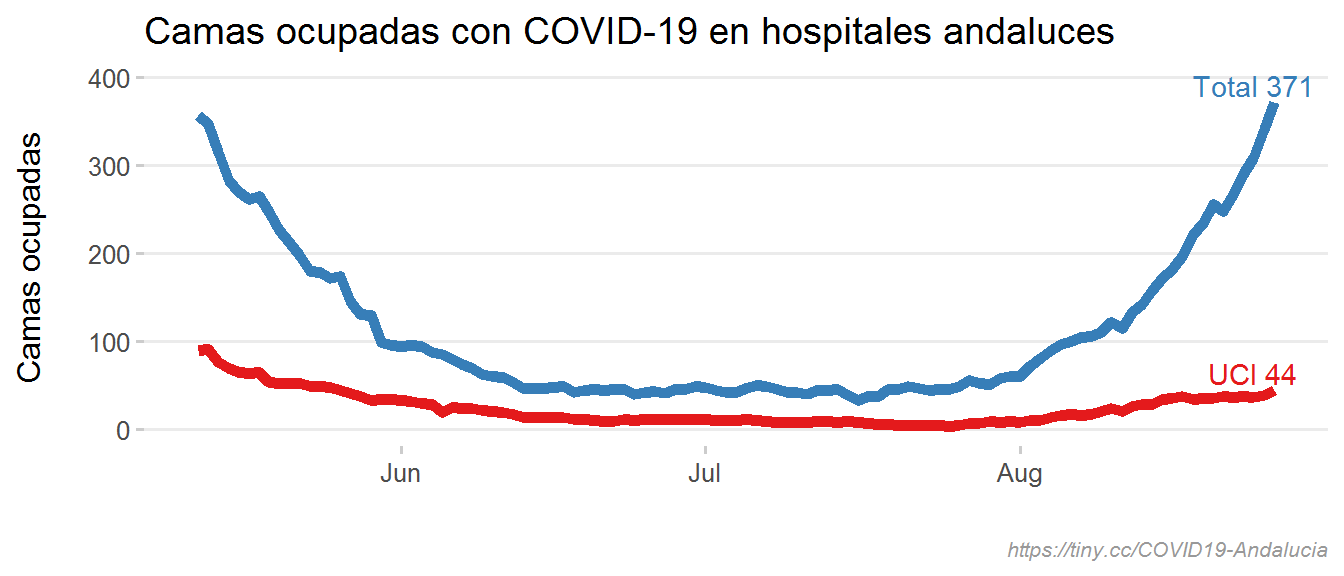 Camas ocupadas con COVID-19 en hospitales andaluces
Camas ocupadas
400
300
200
100
0
Total 371
UCI 44
Jun
Jul
Aug
https://tiny.cc/COVID19-Andalucia